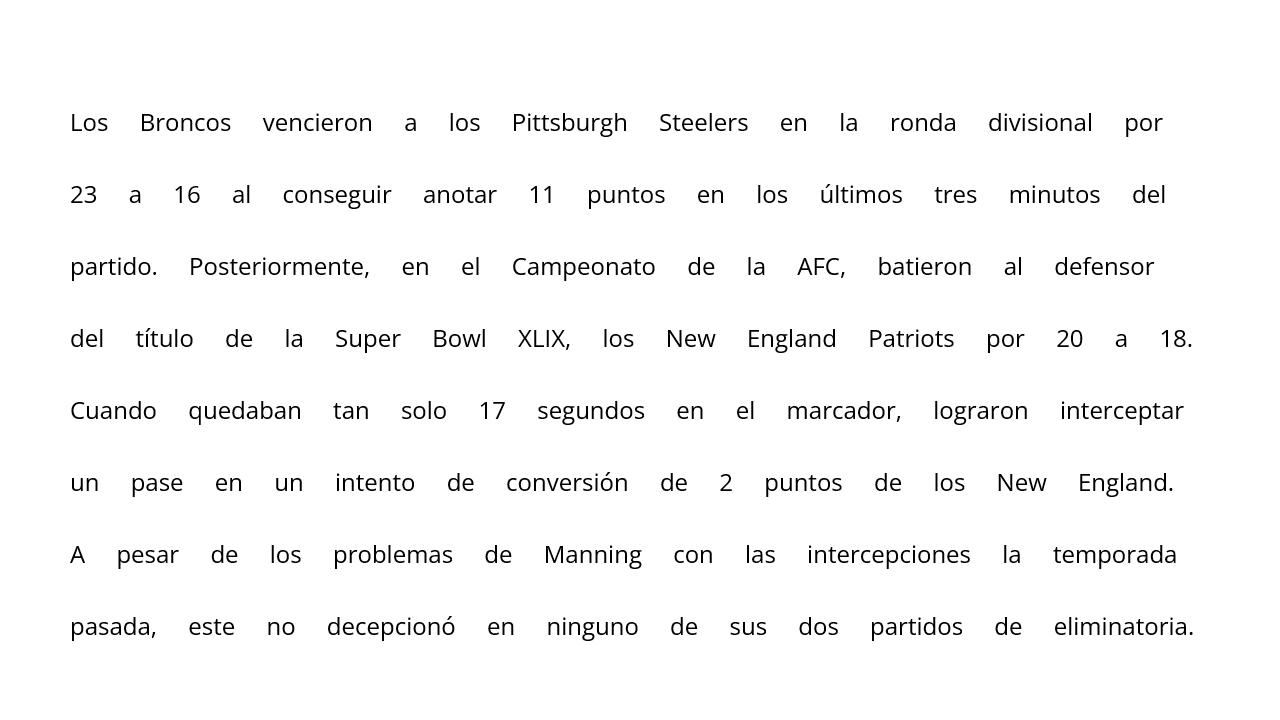 Los Broncos vencieron a los Pittsburgh Steelers en la ronda divisional por
23 a 16 al conseguir anotar 11 puntos en los últimos tres minutos del
partido. Posteriormente, en el Campeonato de la AFC, batieron al defensor
del título de la Super Bowl XLIX, los New England Patriots por 20 a 18.
Cuando quedaban tan solo 17 segundos en el marcador, lograron interceptar
un pase en un intento de conversión de 2 puntos de los New England.
A pesar de los problemas de Manning con las intercepciones la temporada
pasada, este no decepcionó en ninguno de sus dos partidos de eliminatoria.